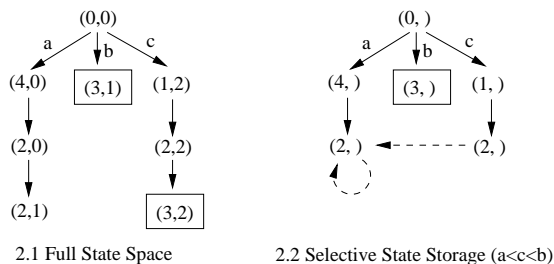 (0,0) (0, )
a b c a b c
(4,0) (3,1) (1,2) (4, ) (3, ) (1, )
(2,0) (2,2) (2, ) (2, )
(2,1) (3,2)
2.1 Full State Space 2.2 Selective State Storage (a<c<b)